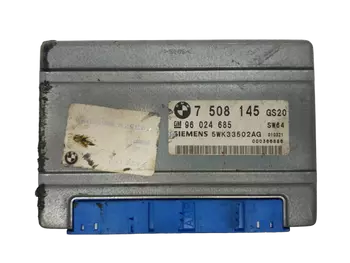 7 508 145 GS20
GM 96 024 685 SW64
SIEMENS 5WK33502AG